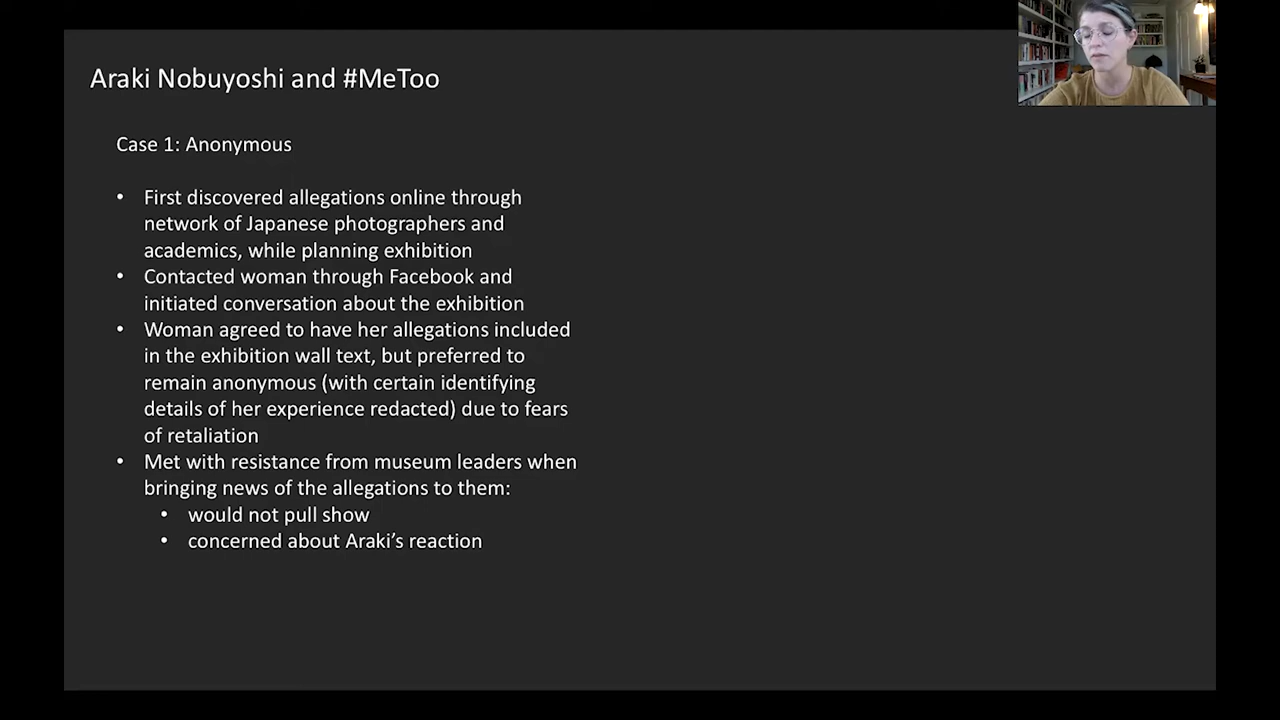 Araki Nobuyoshi and #MeToo
Case 1: Anonymous
• First discovered allegations online through
network of Japanese photographers and
academics, while planning exhibition
• Contacted woman through Facebook and
initiated conversation about the exhibition
• Woman agreed to have her allegations included
in the exhibition wall text, but preferred to
remain anonymous (with certain identifying
details of her experience redacted) due to fears
of retaliation
• Met with resistance from museum leaders when
bringing news of the allegations to them:
• would not pull show
• concerned about Araki’s reaction